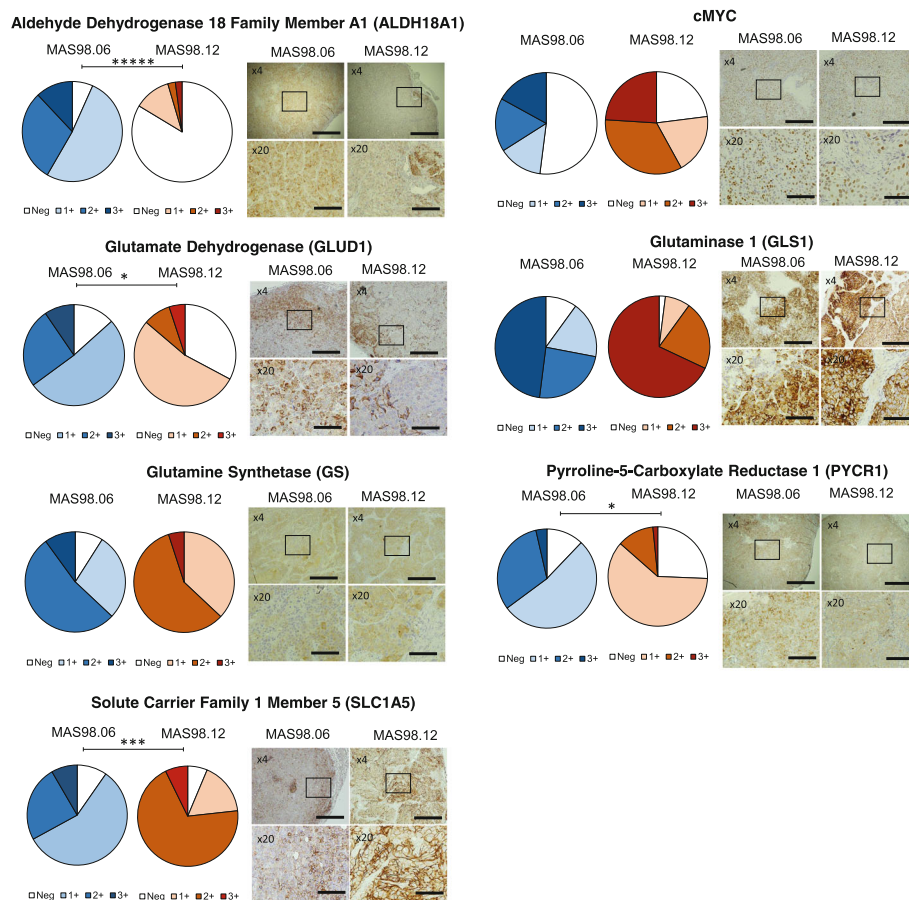 Aldehyde Dehydrogenase 18 Family Member A1 (ALDH18A1)
MAS98.06 MAS98.12 MAS98.06 MAS98.12
*****
x4 x4
x20 x20
Neg 1+ 2+ 3+ Neg 1+ 2+ 3+
cMYC
MAS98.06 MAS98.12 MAS98.06 MAS98.12
x4 x4
x20 x20
Neg 1+ 2+ 3+ Neg 1+ 2+ 3+
Glutamate Dehydrogenase (GLUD1)
MAS98.06 MAS98.12 MAS98.06 MAS98.12
*
x4 x4
x20 x20
Neg 1+ 2+ 3+ Neg 1+ 2+ 3+
Glutaminase 1 (GLS1)
MAS98.06 MAS98.12 MAS98.06 MAS98.12
x4 x4
x20 x20
Neg 1+ 2+ 3+ Neg 1+ 2+ 3+
Glutamine Synthetase (GS)
MAS98.06 MAS98.12 MAS98.06 MAS98.12
x4 x4
x20 x20
Neg 1+ 2+ 3+ Neg 1+ 2+ 3+
Pyrroline-5-Carboxylate Reductase 1 (PYCR1)
MAS98.06 MAS98.12 MAS98.06 MAS98.12
*
x4 x4
x20 x20
Neg 1+ 2+ 3+ Neg 1+ 2+ 3+
Solute Carrier Family 1 Member 5 (SLC1A5)
MAS98.06 MAS98.12 MAS98.06 MAS98.12
***
x4 x4
x20 x20
Neg 1+ 2+ 3+ Neg 1+ 2+ 3+